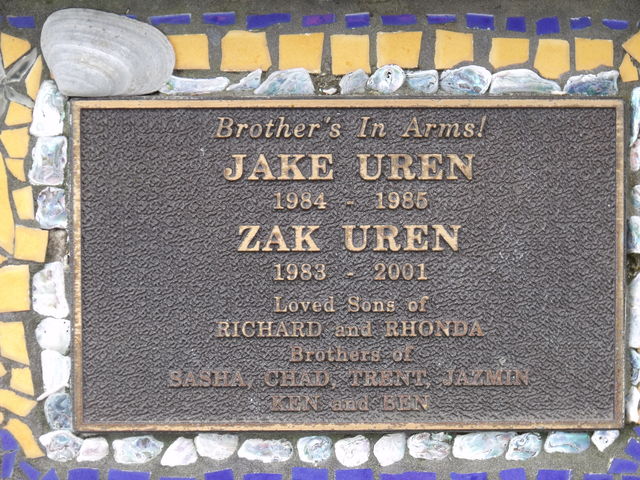 Brother's In Arms!
JAKE UREN
1984 - 1985
ZAK UREN
1983 - 2001
Loved Sons of
RICHARD and RHONDA
Brothers of
SASHA, CHAD, TRENT, JAZMIN
KEN and BEN